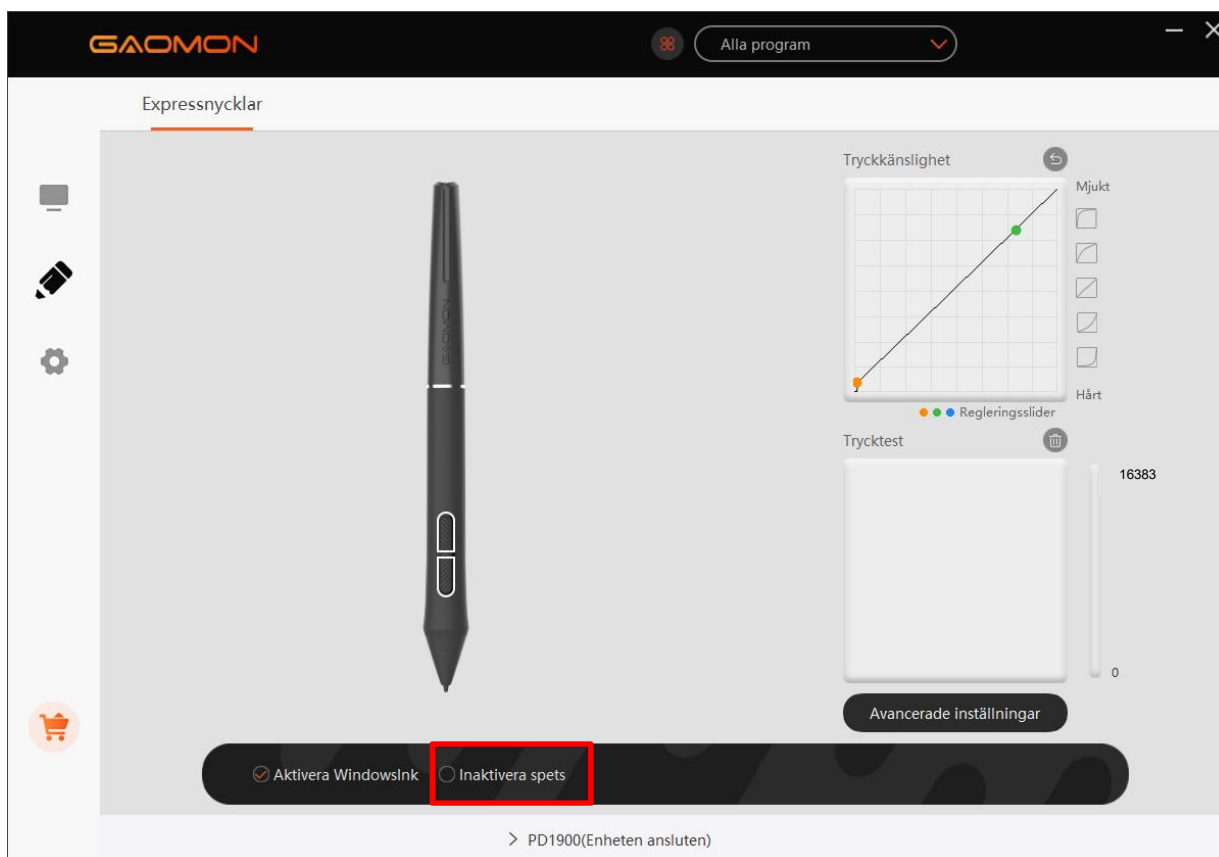 GAOMON
Alla program
Expressnycklar
Tryckkänslighet
Mjukt
GAOMON
Hårt
Regleringsslider
Trycktest
16383
0
Avancerade inställningar
Aktivera WindowsInk
Inaktivera spets
> PD1900(Enheten ansluten)